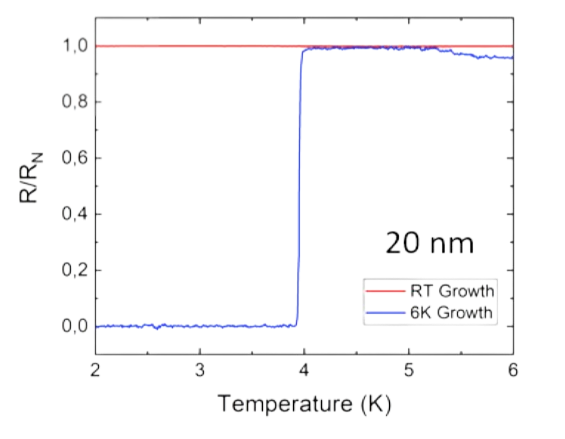 1,0
0,8
0,6
0,4
0,2
0,0
R/R_N
20 nm
RT Growth
6K Growth
2 3 4 5 6
Temperature (K)